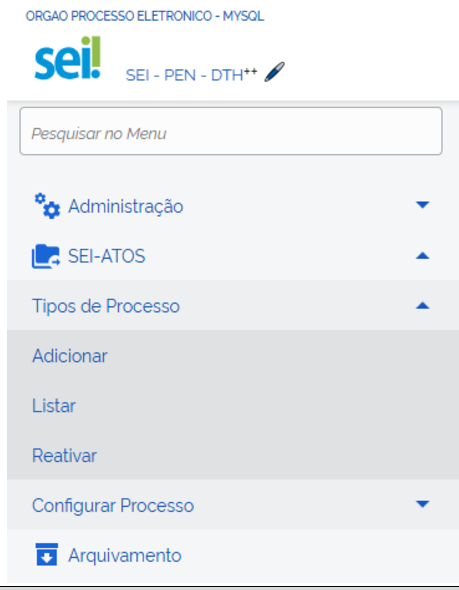 ORGAO PROCESSO ELETRONICO - MYSQL
sei!
SEI - PEN - DTH++
Pesquisar no Menu
Administração
SEI-ATOS
Tipos de Processo
Adicionar
Listar
Reativar
Configurar Processo
Arquivamento